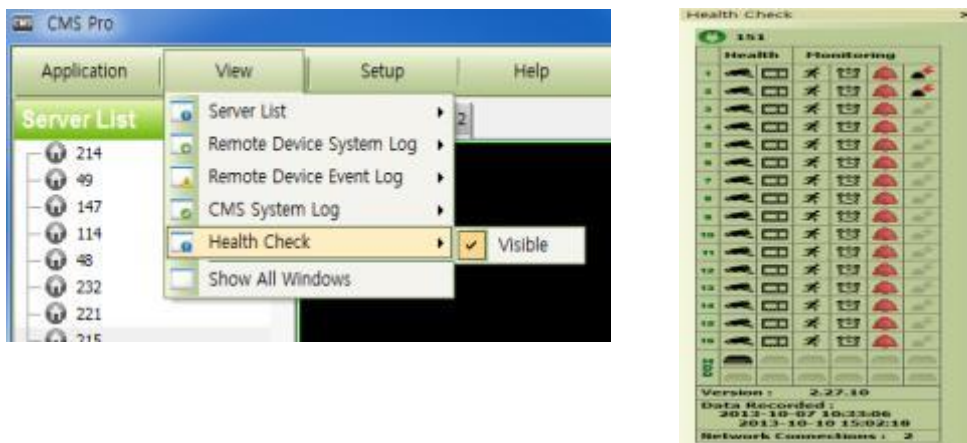 CMS Pro
Application View Setup Help
Server List
2
214
49
147
114
48
232
221
215
Server List
Remote Device System Log
Remote Device Event Log
CMS System Log
Health Check
Visible
Show All Windows
Health Check
151
Health Monitoring
1
2
3
4
5
6
7
8
9
10
11
12
13
14
15
16
Version : 2.27.10
Data Recorded :
2013-10-07 10:33:06
2013-10-10 15:02:18
Network Connections : 2